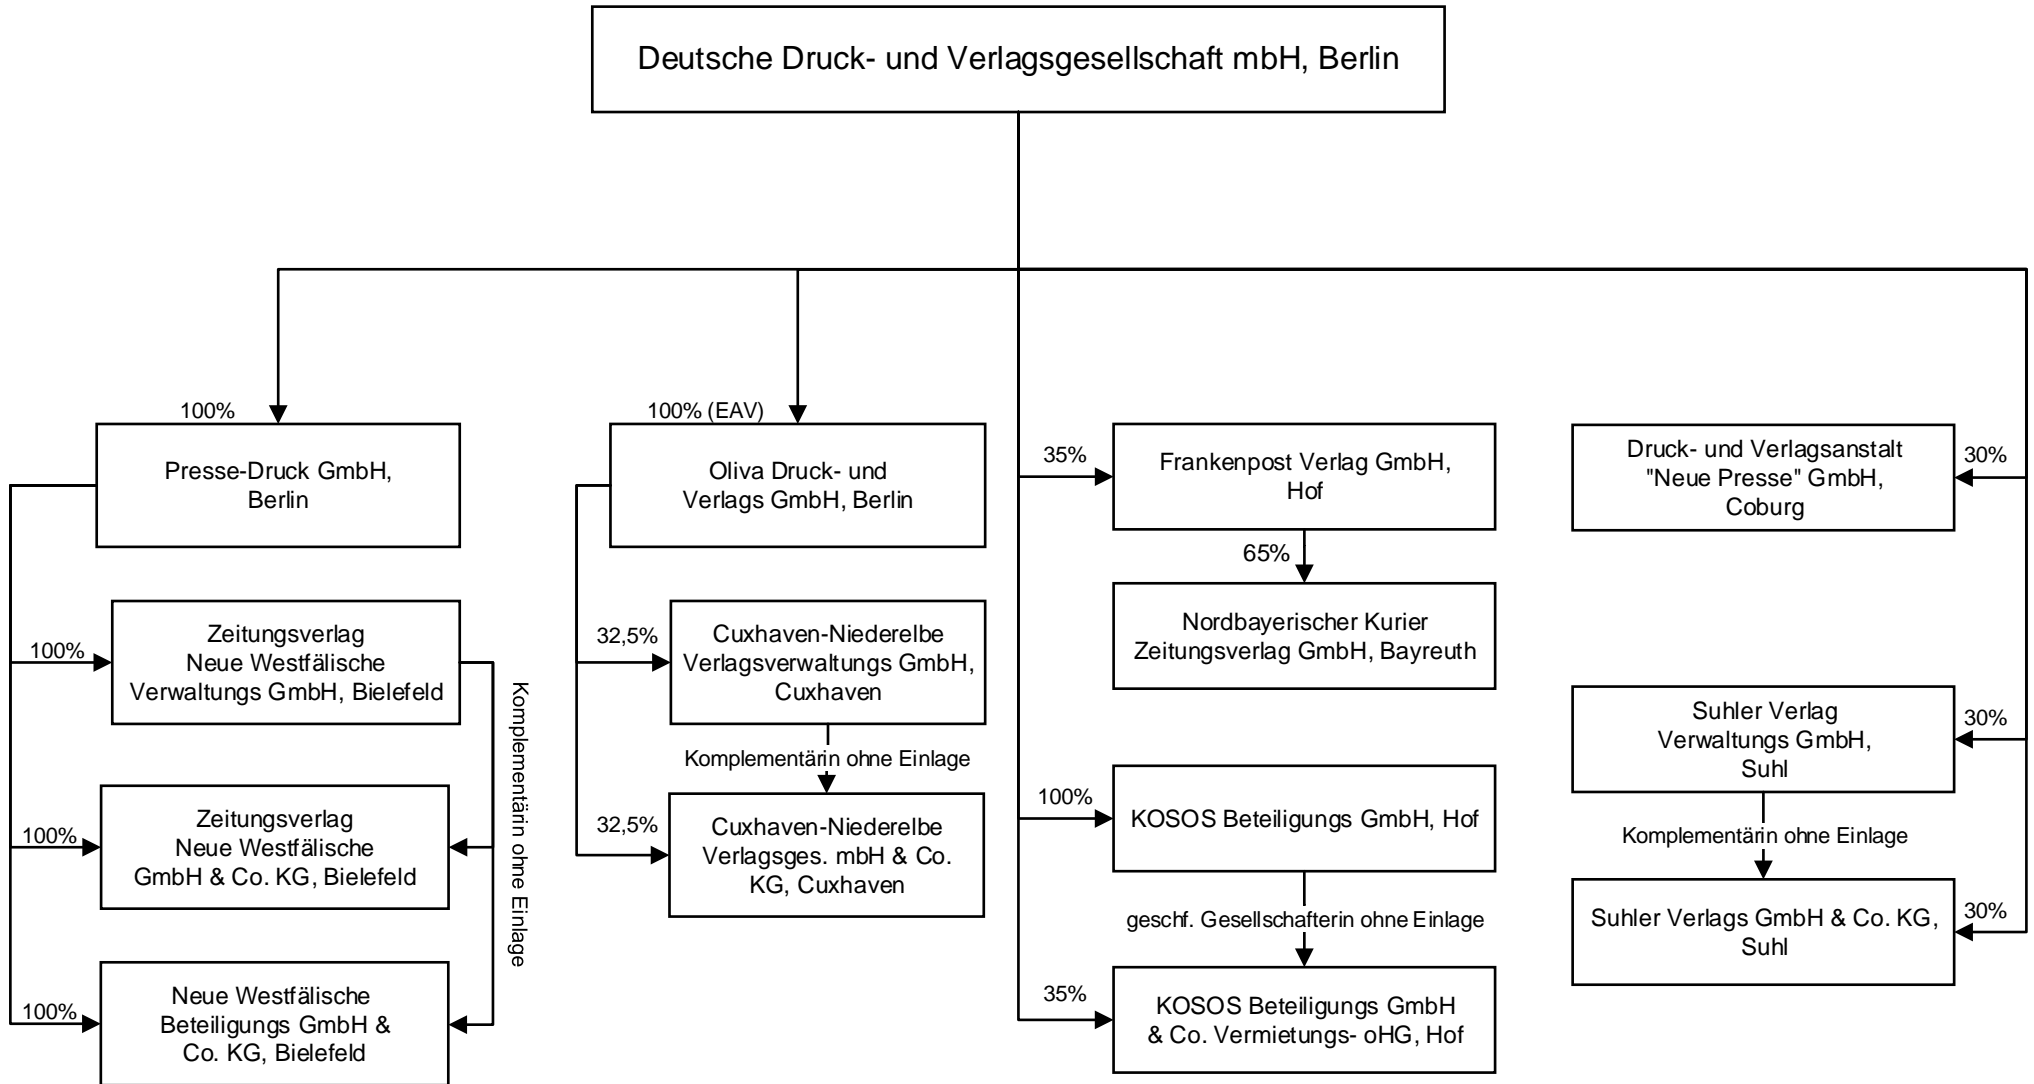 Deutsche Druck- und Verlagsgesellschaft mbH, Berlin
100%
Presse-Druck GmbH,
Berlin
100%
Zeitungsverlag
Neue Westfälische
Verwaltungs GmbH, Bielefeld
Komplementärin ohne Einlage
100%
Zeitungsverlag
Neue Westfälische
GmbH & Co. KG, Bielefeld
100%
Neue Westfälische
Beteiligungs GmbH &
Co. KG, Bielefeld
100% (EAV)
Oliva Druck- und
Verlags GmbH, Berlin
32,5%
Cuxhaven-Niederelbe
Verlagsverwaltungs GmbH,
Cuxhaven
Komplementärin ohne Einlage
32,5%
Cuxhaven-Niederelbe
Verlagsges. mbH & Co.
KG, Cuxhaven
35%
Frankenpost Verlag GmbH,
Hof
65%
Nordbayerischer Kurier
Zeitungsverlag GmbH, Bayreuth
100%
KOSOS Beteiligungs GmbH, Hof
geschf. Gesellschafterin ohne Einlage
35%
KOSOS Beteiligungs GmbH
& Co. Vermietungs- oHG, Hof
Druck- und Verlagsanstalt
"Neue Presse" GmbH,
Coburg
30%
Suhler Verlag
Verwaltungs GmbH,
Suhl
30%
Komplementärin ohne Einlage
Suhler Verlags GmbH & Co. KG,
Suhl
30%